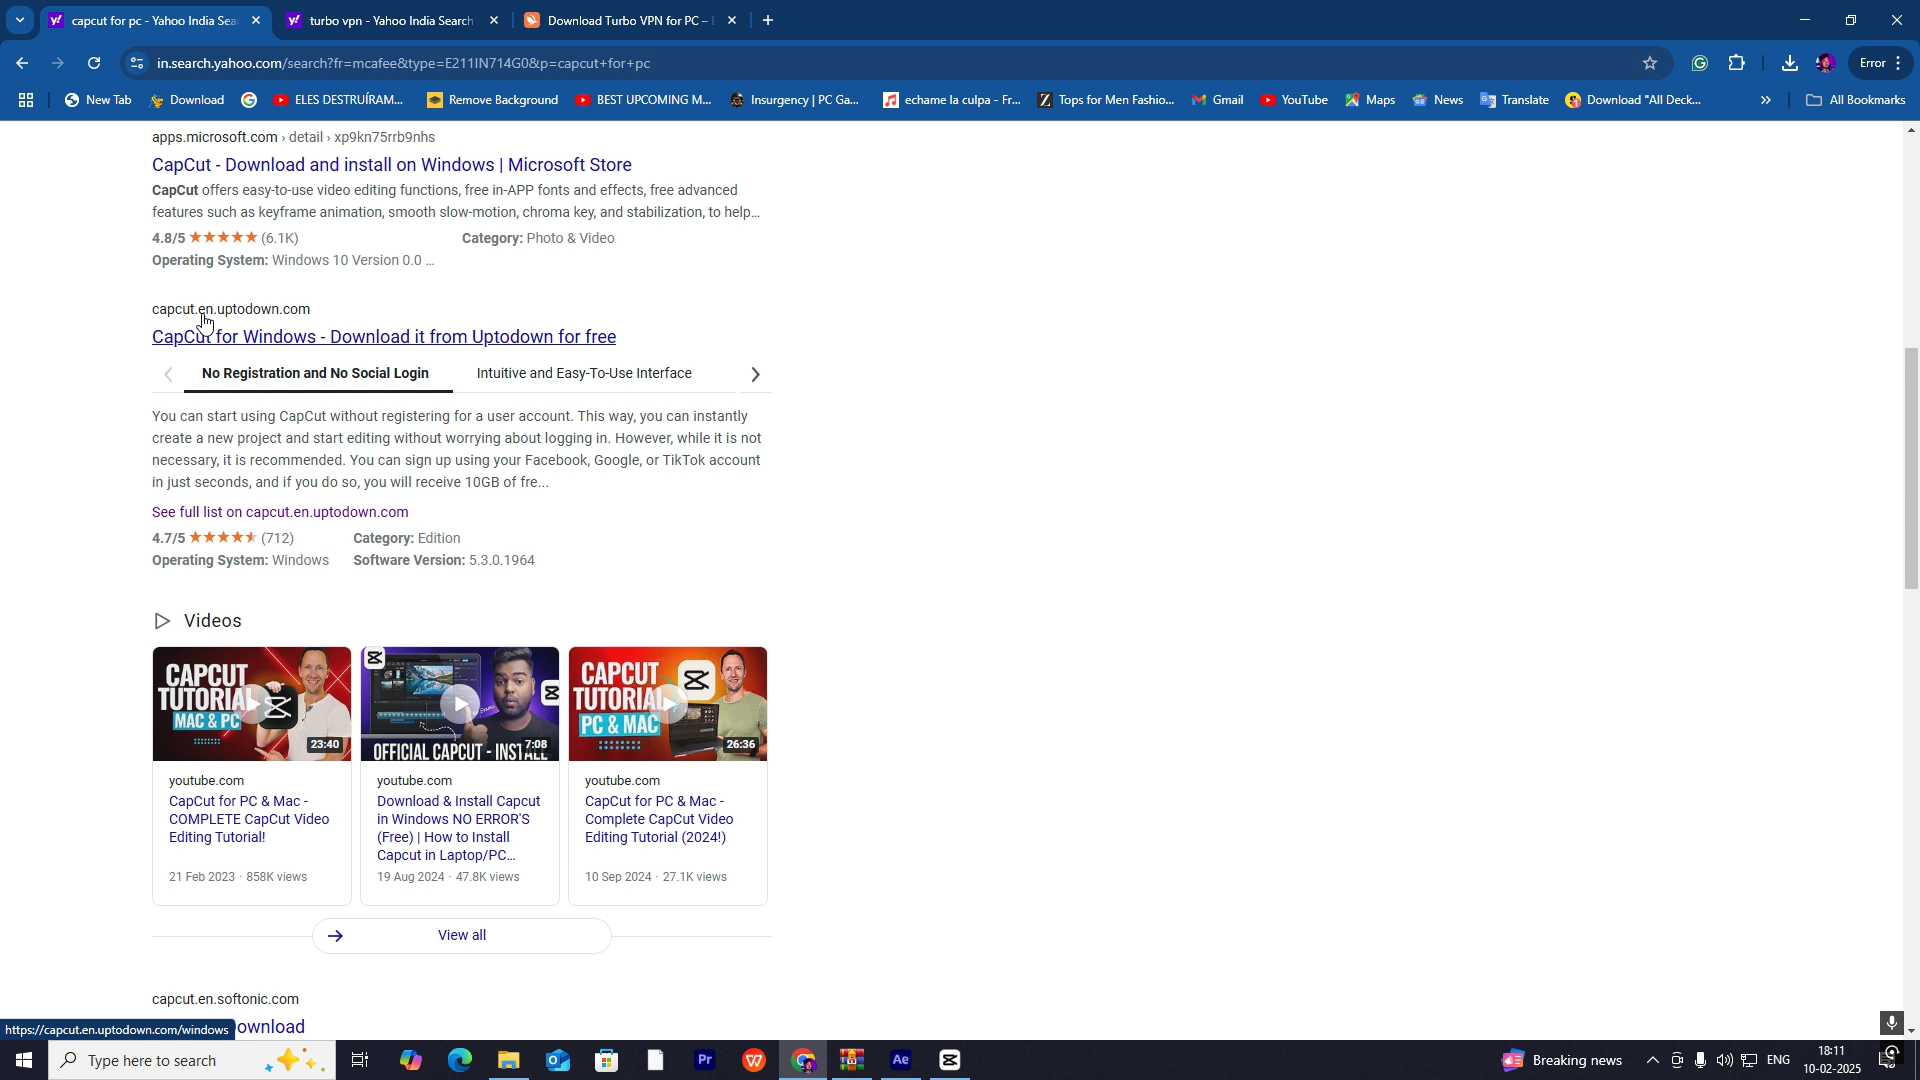 capcut for pc - Yahoo India Sea
turbo vpn - Yahoo India Search
Download Turbo VPN for PC –
in.search.yahoo.com/search?fr=mcafee&type=E211IN714G0&p=capcut+for+pc
Error
New Tab
Download
ELES DESTRUÍRAM...
Remove Background
BEST UPCOMING M...
Insurgency | PC Ga...
echame la culpa - Fr...
Tops for Men Fashio...
Gmail
YouTube
Maps
News
Translate
Download "All Deck...
All Bookmarks
apps.microsoft.com › detail › xp9kn75rrb9nhs
CapCut - Download and install on Windows | Microsoft Store
CapCut offers easy-to-use video editing functions, free in-APP fonts and effects, free advanced
features such as keyframe animation, smooth slow-motion, chroma key, and stabilization, to help...
4.8/5 ★★★★★ (6.1K) Category: Photo & Video
Operating System: Windows 10 Version 0.0 ...
capcut.en.uptodown.com
CapCut for Windows - Download it from Uptodown for free
No Registration and No Social Login
Intuitive and Easy-To-Use Interface
You can start using CapCut without registering for a user account. This way, you can instantly
create a new project and start editing without worrying about logging in. However, while it is not
necessary, it is recommended. You can sign up using your Facebook, Google, or TikTok account
in just seconds, and if you do so, you will receive 10GB of fre...
See full list on capcut.en.uptodown.com
4.7/5 (712) Category: Edition
Operating System: Windows Software Version: 5.3.0.1964
Videos
CAPCUT
TUTORIAL
MAC & PC
23:40
OFFICIAL CAPCUT - INSTALL
7:08
CAPCUT
TUTORIAL
PC & MAC
26:36
youtube.com
CapCut for PC & Mac -
COMPLETE CapCut Video
Editing Tutorial!
21 Feb 2023 · 858K views
youtube.com
Download & Install Capcut
in Windows NO ERROR'S
(Free) | How to Install
Capcut in Laptop/PC...
19 Aug 2024 · 47.8K views
youtube.com
CapCut for PC & Mac -
Complete CapCut Video
Editing Tutorial (2024!)
10 Sep 2024 · 27.1K views
View all
capcut.en.softonic.com
ownload
https://capcut.en.uptodown.com/windows
Type here to search
Pr
Ae
Breaking news
ENG
18:11
10-02-2025